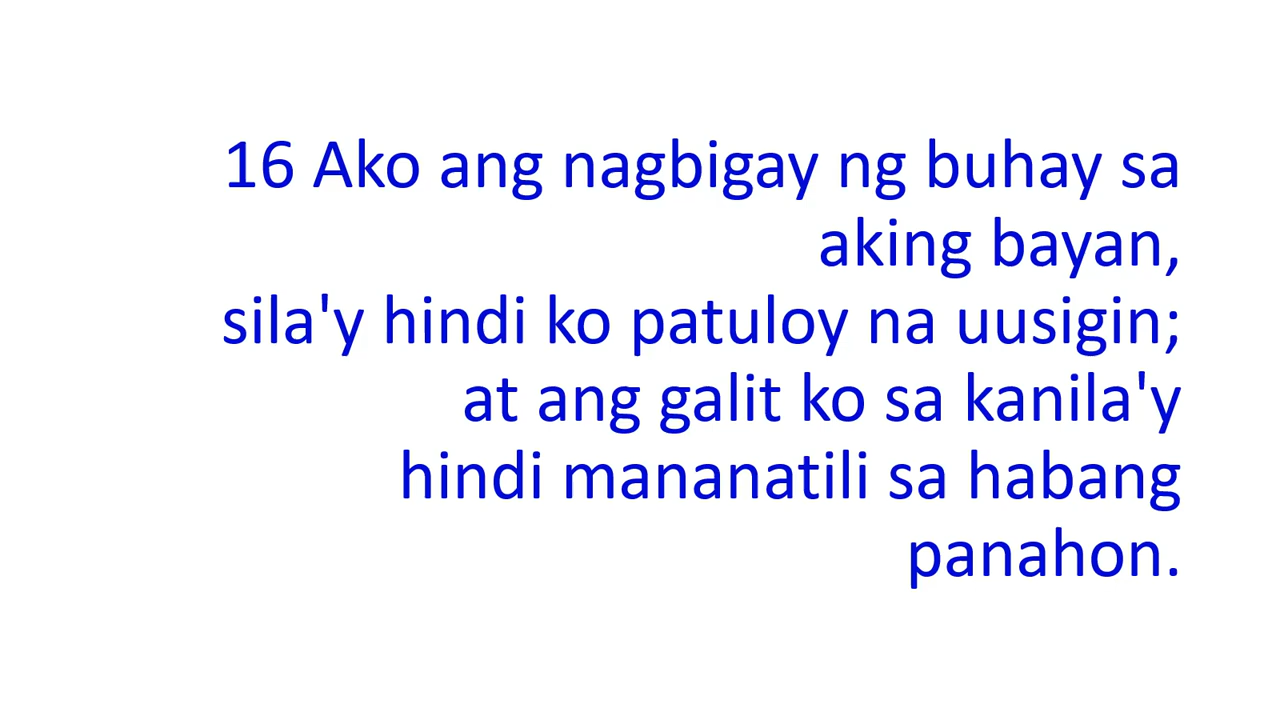 16 Ako ang nagbigay ng buhay sa
aking bayan,
sila'y hindi ko patuloy na uusigin;
at ang galit ko sa kanila'y
hindi mananatili sa habang
panahon.